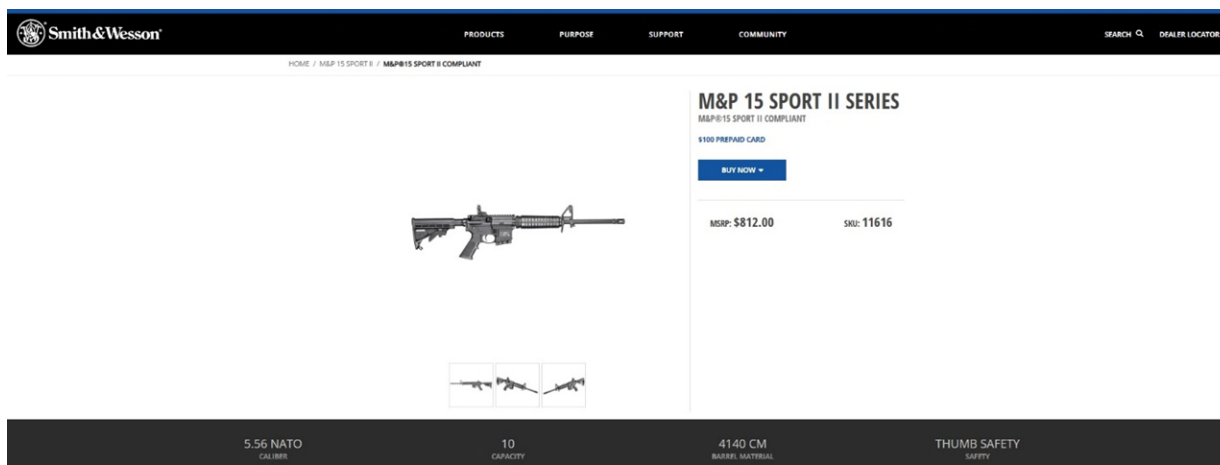 Smith & Wesson®
PRODUCTS PURPOSE SUPPORT COMMUNITY
SEARCH DEALER LOCATOR
HOME / M&P 15 SPORT II / M&P®15 SPORT II COMPLIANT
M&P 15 SPORT II SERIES
M&P®15 SPORT II COMPLIANT
$100 PREPAID CARD
BUY NOW
MSRP: $812.00 SKU: 11616
5.56 NATO 10 4140 CM THUMB SAFETY
CALIBER CAPACITY BARREL MATERIAL SAFETY